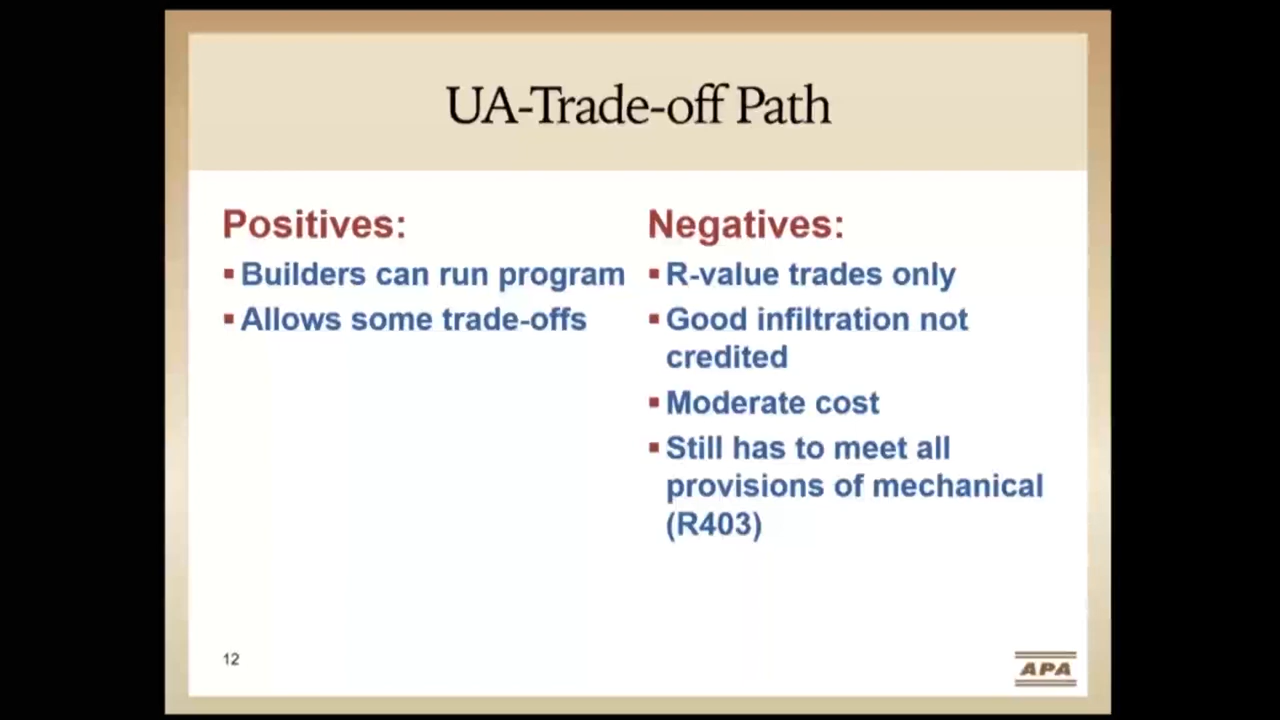 UA-Trade-off Path
Positives:
▪ Builders can run program
▪ Allows some trade-offs
Negatives:
▪ R-value trades only
▪ Good infiltration not
credited
▪ Moderate cost
▪ Still has to meet all
provisions of mechanical
(R403)
12
APA